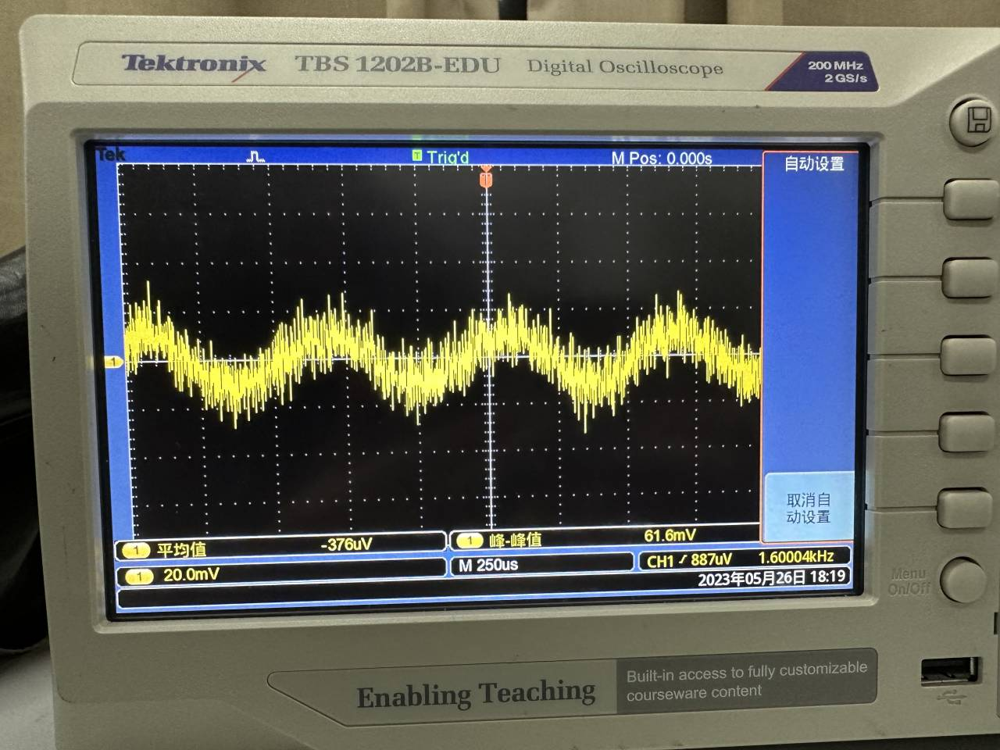 Tektronix TBS 1202B-EDU Digital Oscilloscope
200 MHz
2 GS/s
Tek
T Trig'd
M Pos: 0.000s
自动设置
T
1
取消自
动设置
1 平均值 -376uV
1 峰-峰值 61.6mV
1 20.0mV
M 250us
CH1 887uV 1.60004kHz
2023年05月26日 18:19
Menu
On/Off
Enabling Teaching
Built-in access to fully customizable
courseware content